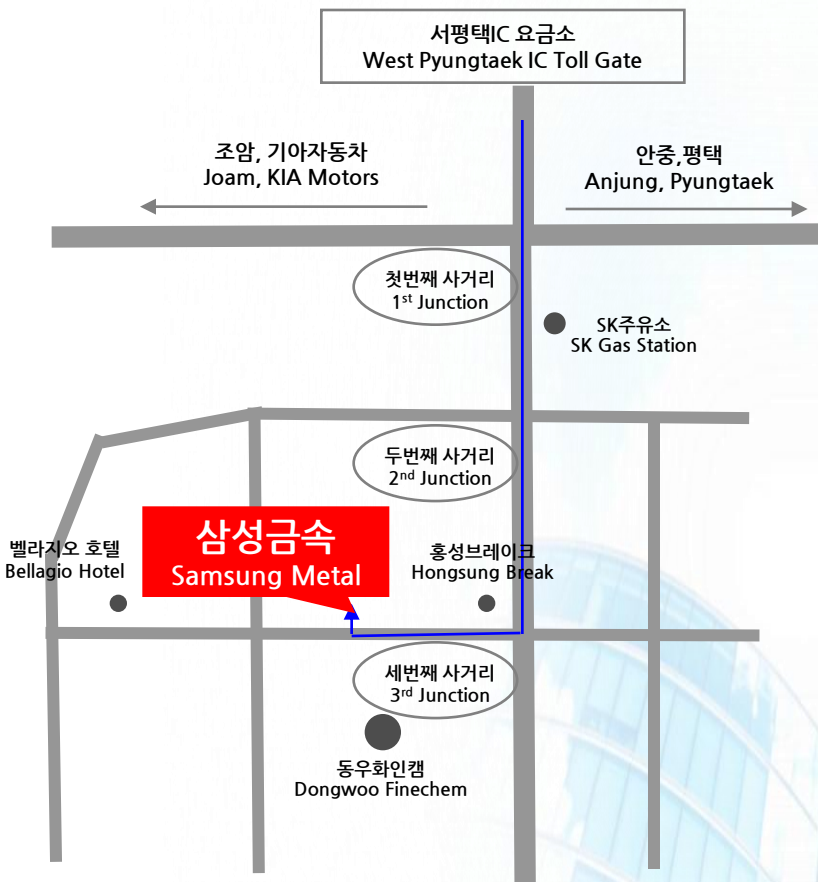 서평택IC 요금소
West Pyungtaek IC Toll Gate
조암, 기아자동차
Joam, KIA Motors
안중,평택
Anjung, Pyungtaek
첫번째 사거리
1st Junction
SK주유소
SK Gas Station
두번째 사거리
2nd Junction
벨라지오 호텔
Bellagio Hotel
삼성금속
Samsung Metal
홍성브레이크
Hongsung Break
세번째 사거리
3rd Junction
동우화인캠
Dongwoo Finechem